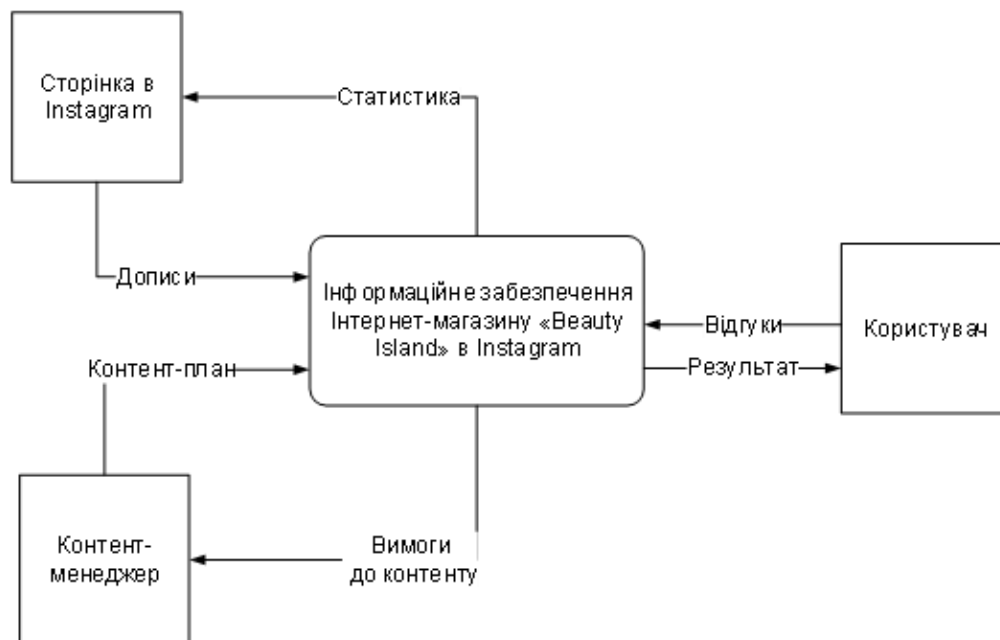 Сторінка в
Instagram
Статистика
Дописи
Інформаційне забезпечення
Інтернет-магазину «Beauty
Island» в Instagram
Відгуки
Користувач
Результат
Контент-план
Контент-
менеджер
Вимоги
до контенту